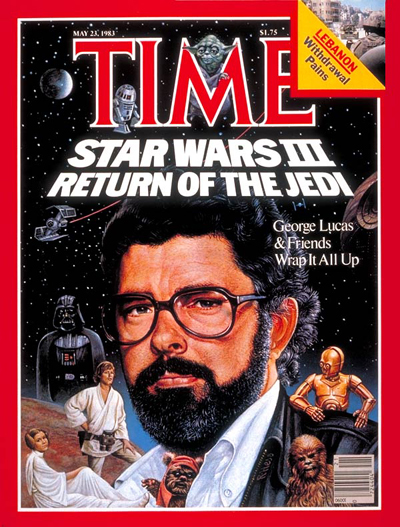 MAY 23, 1983
$1.75
TIME
LEBANON
Withdrawal
Pains
STAR WARS III
RETURN OF THE JEDI
George Lucas
& Friends
Wrap It All Up